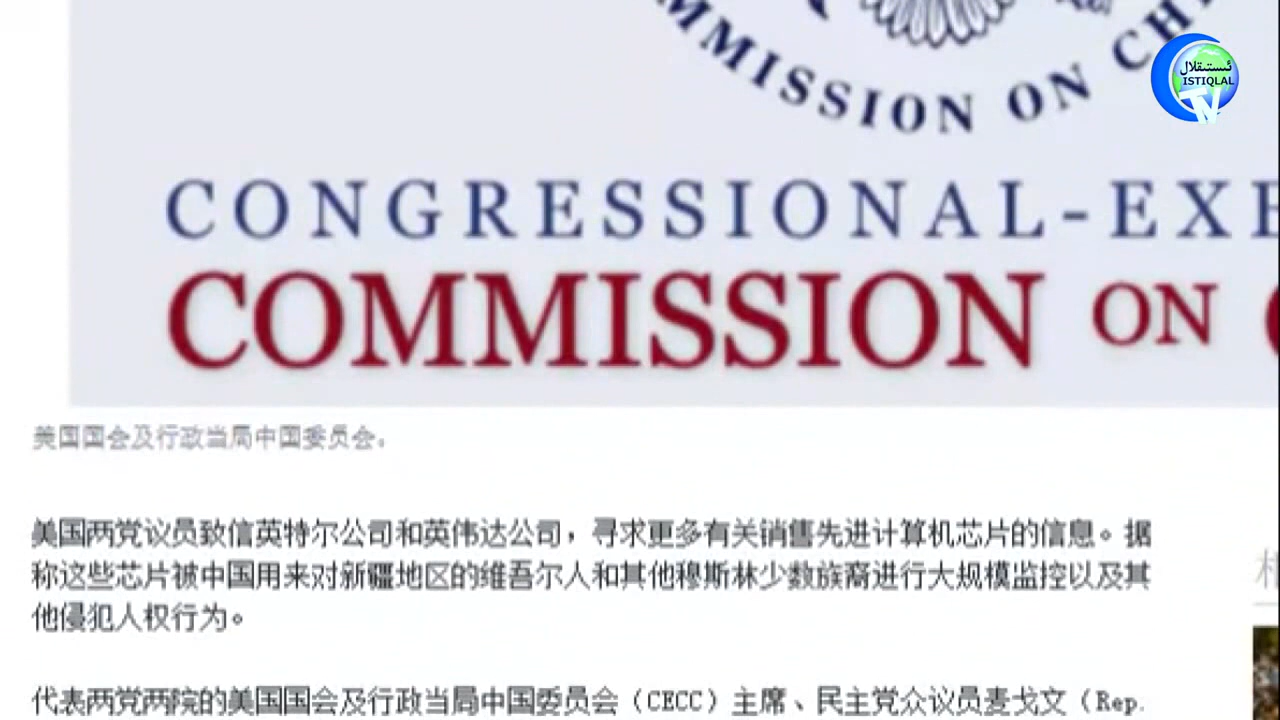 MMISSION ON CH
ئىستىقلال
ISTIQLAL
TV
CONGRESSIONAL-EXE
COMMISSION ON
美国国会及行政当局中国委员会。
美国两党议员致信英特尔公司和英伟达公司，寻求更多有关销售先进计算机芯片的信息。据
称这些芯片被中国用来对新疆地区的维吾尔人和其他穆斯林少数族裔进行大规模监控以及其
他侵犯人权行为。
代表两党两院的美国国会及行政当局中国委员会（CECC）主席、民主党众议员麦戈文（Rep.